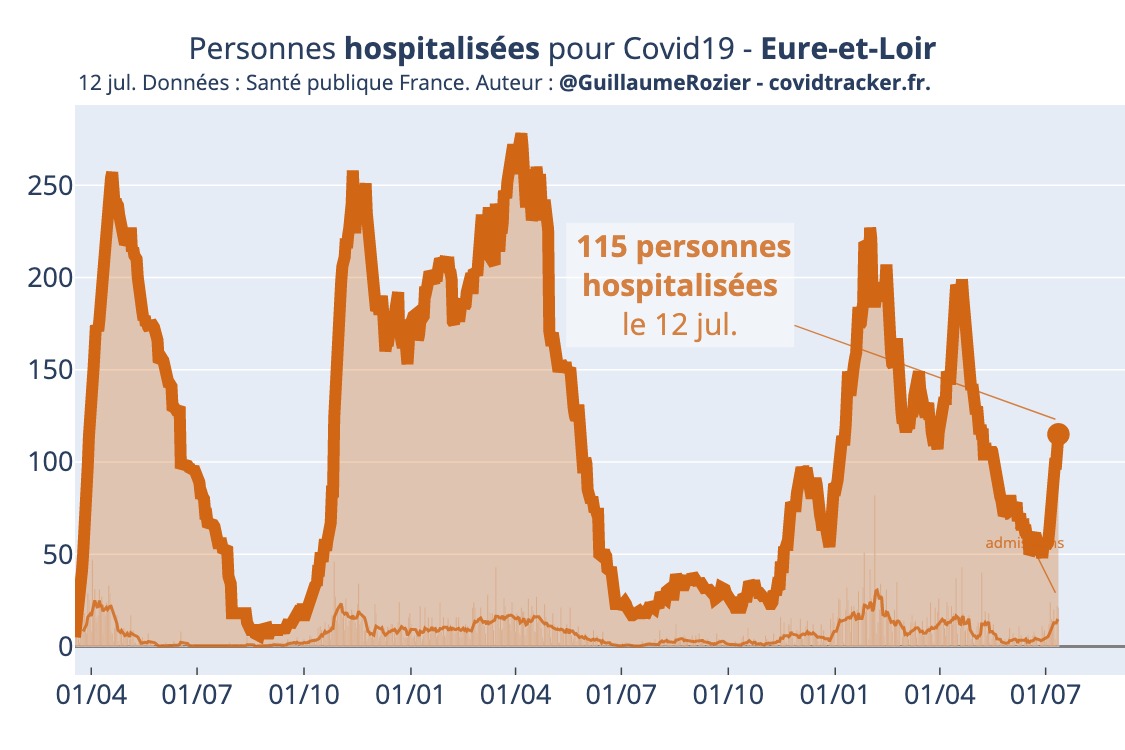 Personnes hospitalisées pour Covid19 - Eure-et-Loir
12 jul. Données : Santé publique France. Auteur : @GuillaumeRozier - covidtracker.fr.
250
200
150
100
50
0
115 personnes
hospitalisées
le 12 jul.
01/04 01/07 01/10 01/01 01/04 01/07 01/10 01/01 01/04 01/07